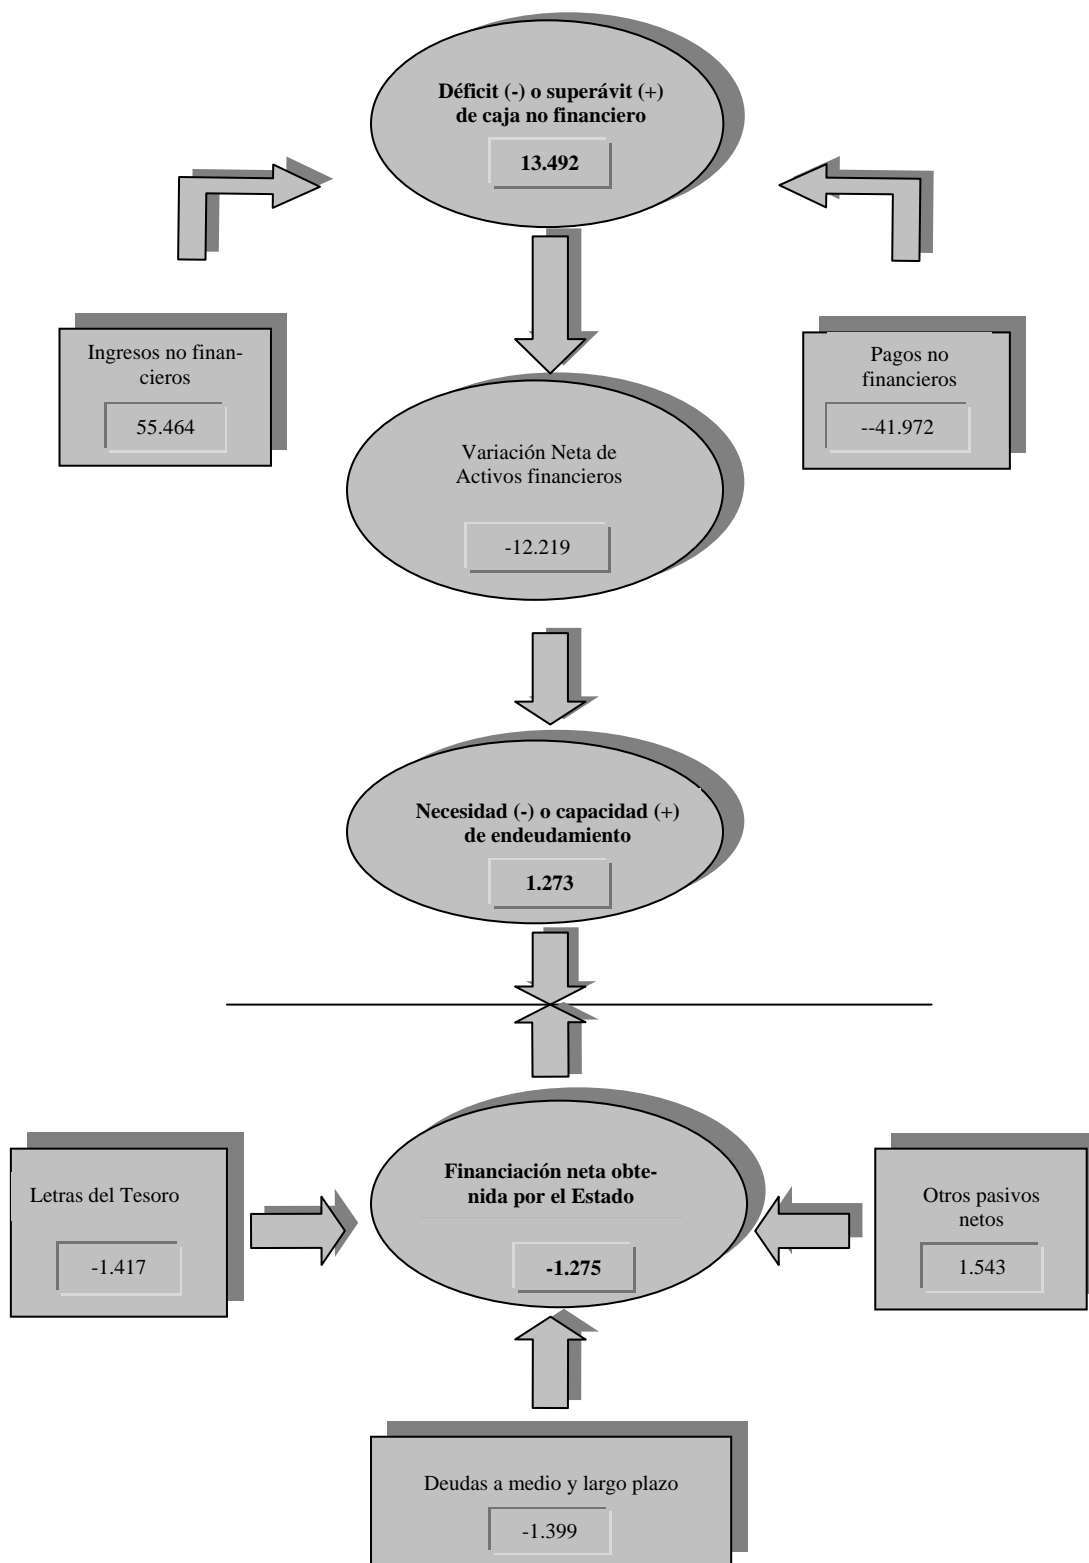 Déficit (-) o superávit (+)
de caja no financiero
13.492
Ingresos no finan-
cieros
55.464
Pagos no
financieros
--41.972
Variación Neta de
Activos financieros
-12.219
Necesidad (-) o capacidad (+)
de endeudamiento
1.273
Financiación neta obte-
nida por el Estado
-1.275
Letras del Tesoro
-1.417
Otros pasivos
netos
1.543
Deudas a medio y largo plazo
-1.399